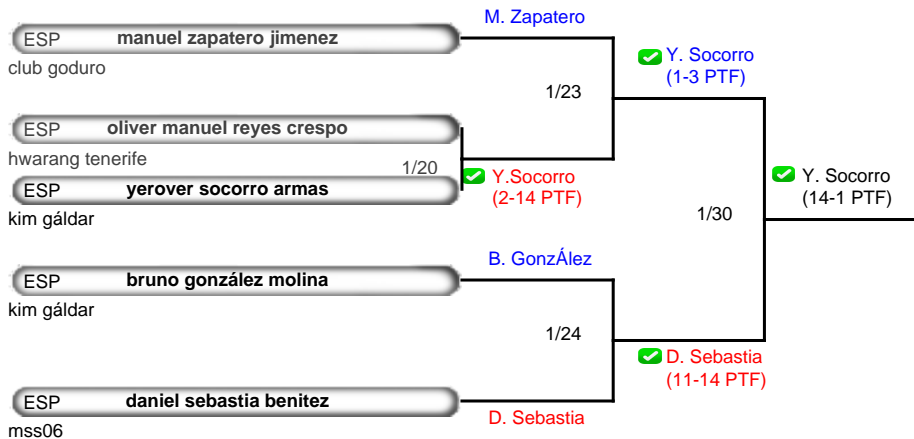 M. Zapatero
ESP manuel zapatero jimenez
club goduro
Y. Socorro
(1-3 PTF)
1/23
ESP oliver manuel reyes crespo
hwarang tenerife
1/20
Y.Socorro
(2-14 PTF)
ESP yerover socorro armas
kim gáldar
Y. Socorro
(14-1 PTF)
1/30
B. GonzÁlez
ESP bruno gonzález molina
kim gáldar
1/24
D. Sebastia
(11-14 PTF)
ESP daniel sebastia benitez
mss06
D. Sebastia